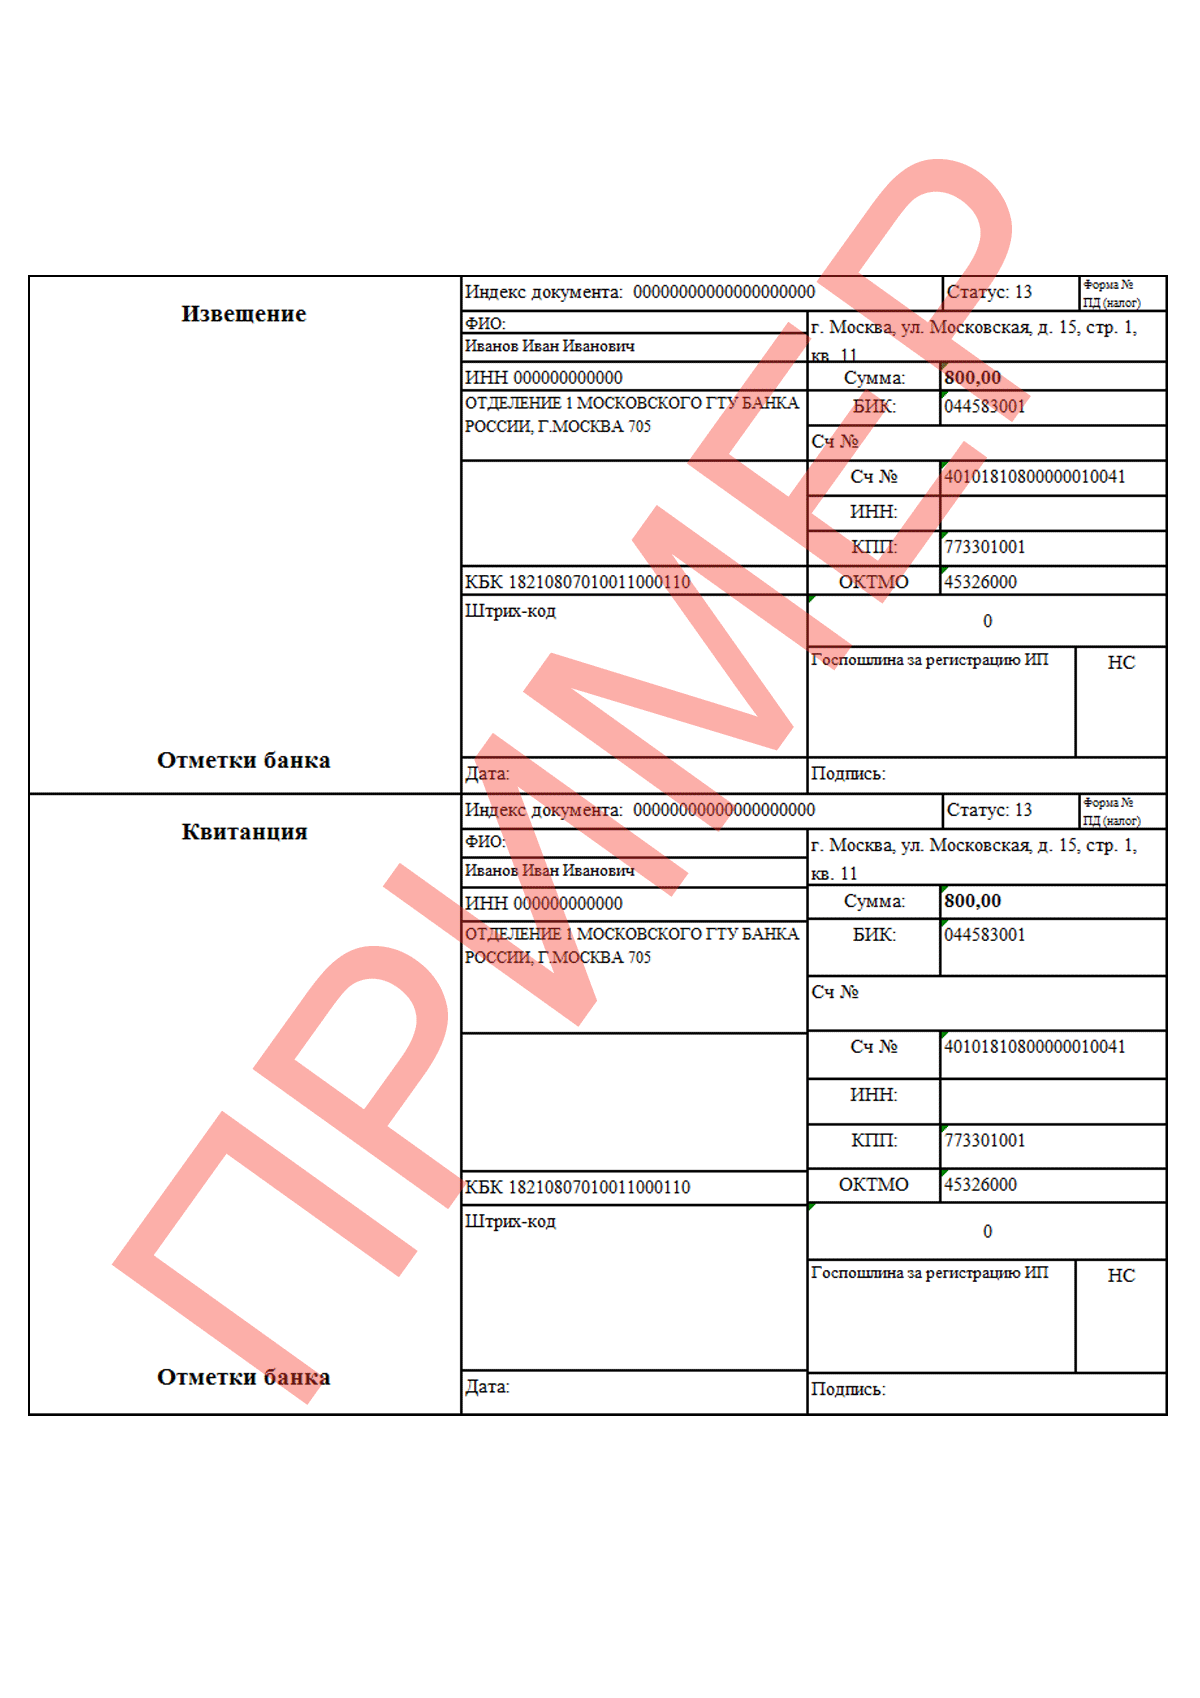 Извещение
Отметки банка
Индекс документа: 00000000000000000000
Статус: 13
Форма №
ПД (налог)
ФИО:
Иванов Иван Иванович
г. Москва, ул. Московская, д. 15, стр. 1,
кв. 11
ИНН 000000000000
Сумма: 800,00
ОТДЕЛЕНИЕ 1 МОСКОВСКОГО ГТУ БАНКА
РОССИИ, Г.МОСКВА 705
БИК: 044583001
Сч №
Сч № 40101810800000010041
ИНН:
КПП: 773301001
КБК 18210807010011000110
ОКТМО 45326000
Штрих-код
0
Госпошлина за регистрацию ИП
НС
Дата:
Подпись:
Квитанция
Отметки банка
Индекс документа: 00000000000000000000
Статус: 13
Форма №
ПД (налог)
ФИО:
Иванов Иван Иванович
г. Москва, ул. Московская, д. 15, стр. 1,
кв. 11
ИНН 000000000000
Сумма: 800,00
ОТДЕЛЕНИЕ 1 МОСКОВСКОГО ГТУ БАНКА
РОССИИ, Г.МОСКВА 705
БИК: 044583001
Сч №
Сч № 40101810800000010041
ИНН:
КПП: 773301001
КБК 18210807010011000110
ОКТМО 45326000
Штрих-код
0
Госпошлина за регистрацию ИП
НС
Дата:
Подпись:
ПРИМЕР